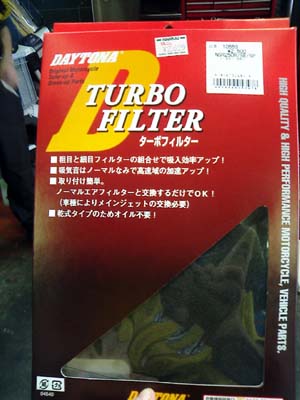 DAYTONA
Original Motorcycle
TURBO
FILTER
ターボフィルター
■粗目と細目フィルターの組合せで吸入効率アップ！
■吸気音はノーマルなみで高速域の加速アップ！
■取り付け簡単。
ノーマルエアフィルターと交換するだけでＯＫ！
（車種によりメインジェットの交換必要）
■乾式タイプのためオイル不要！
HIGH QUALITY & HIGH PERFORMANCE MOTORCYCLE, VEHICLE PARTS.
04640
DAYTONA